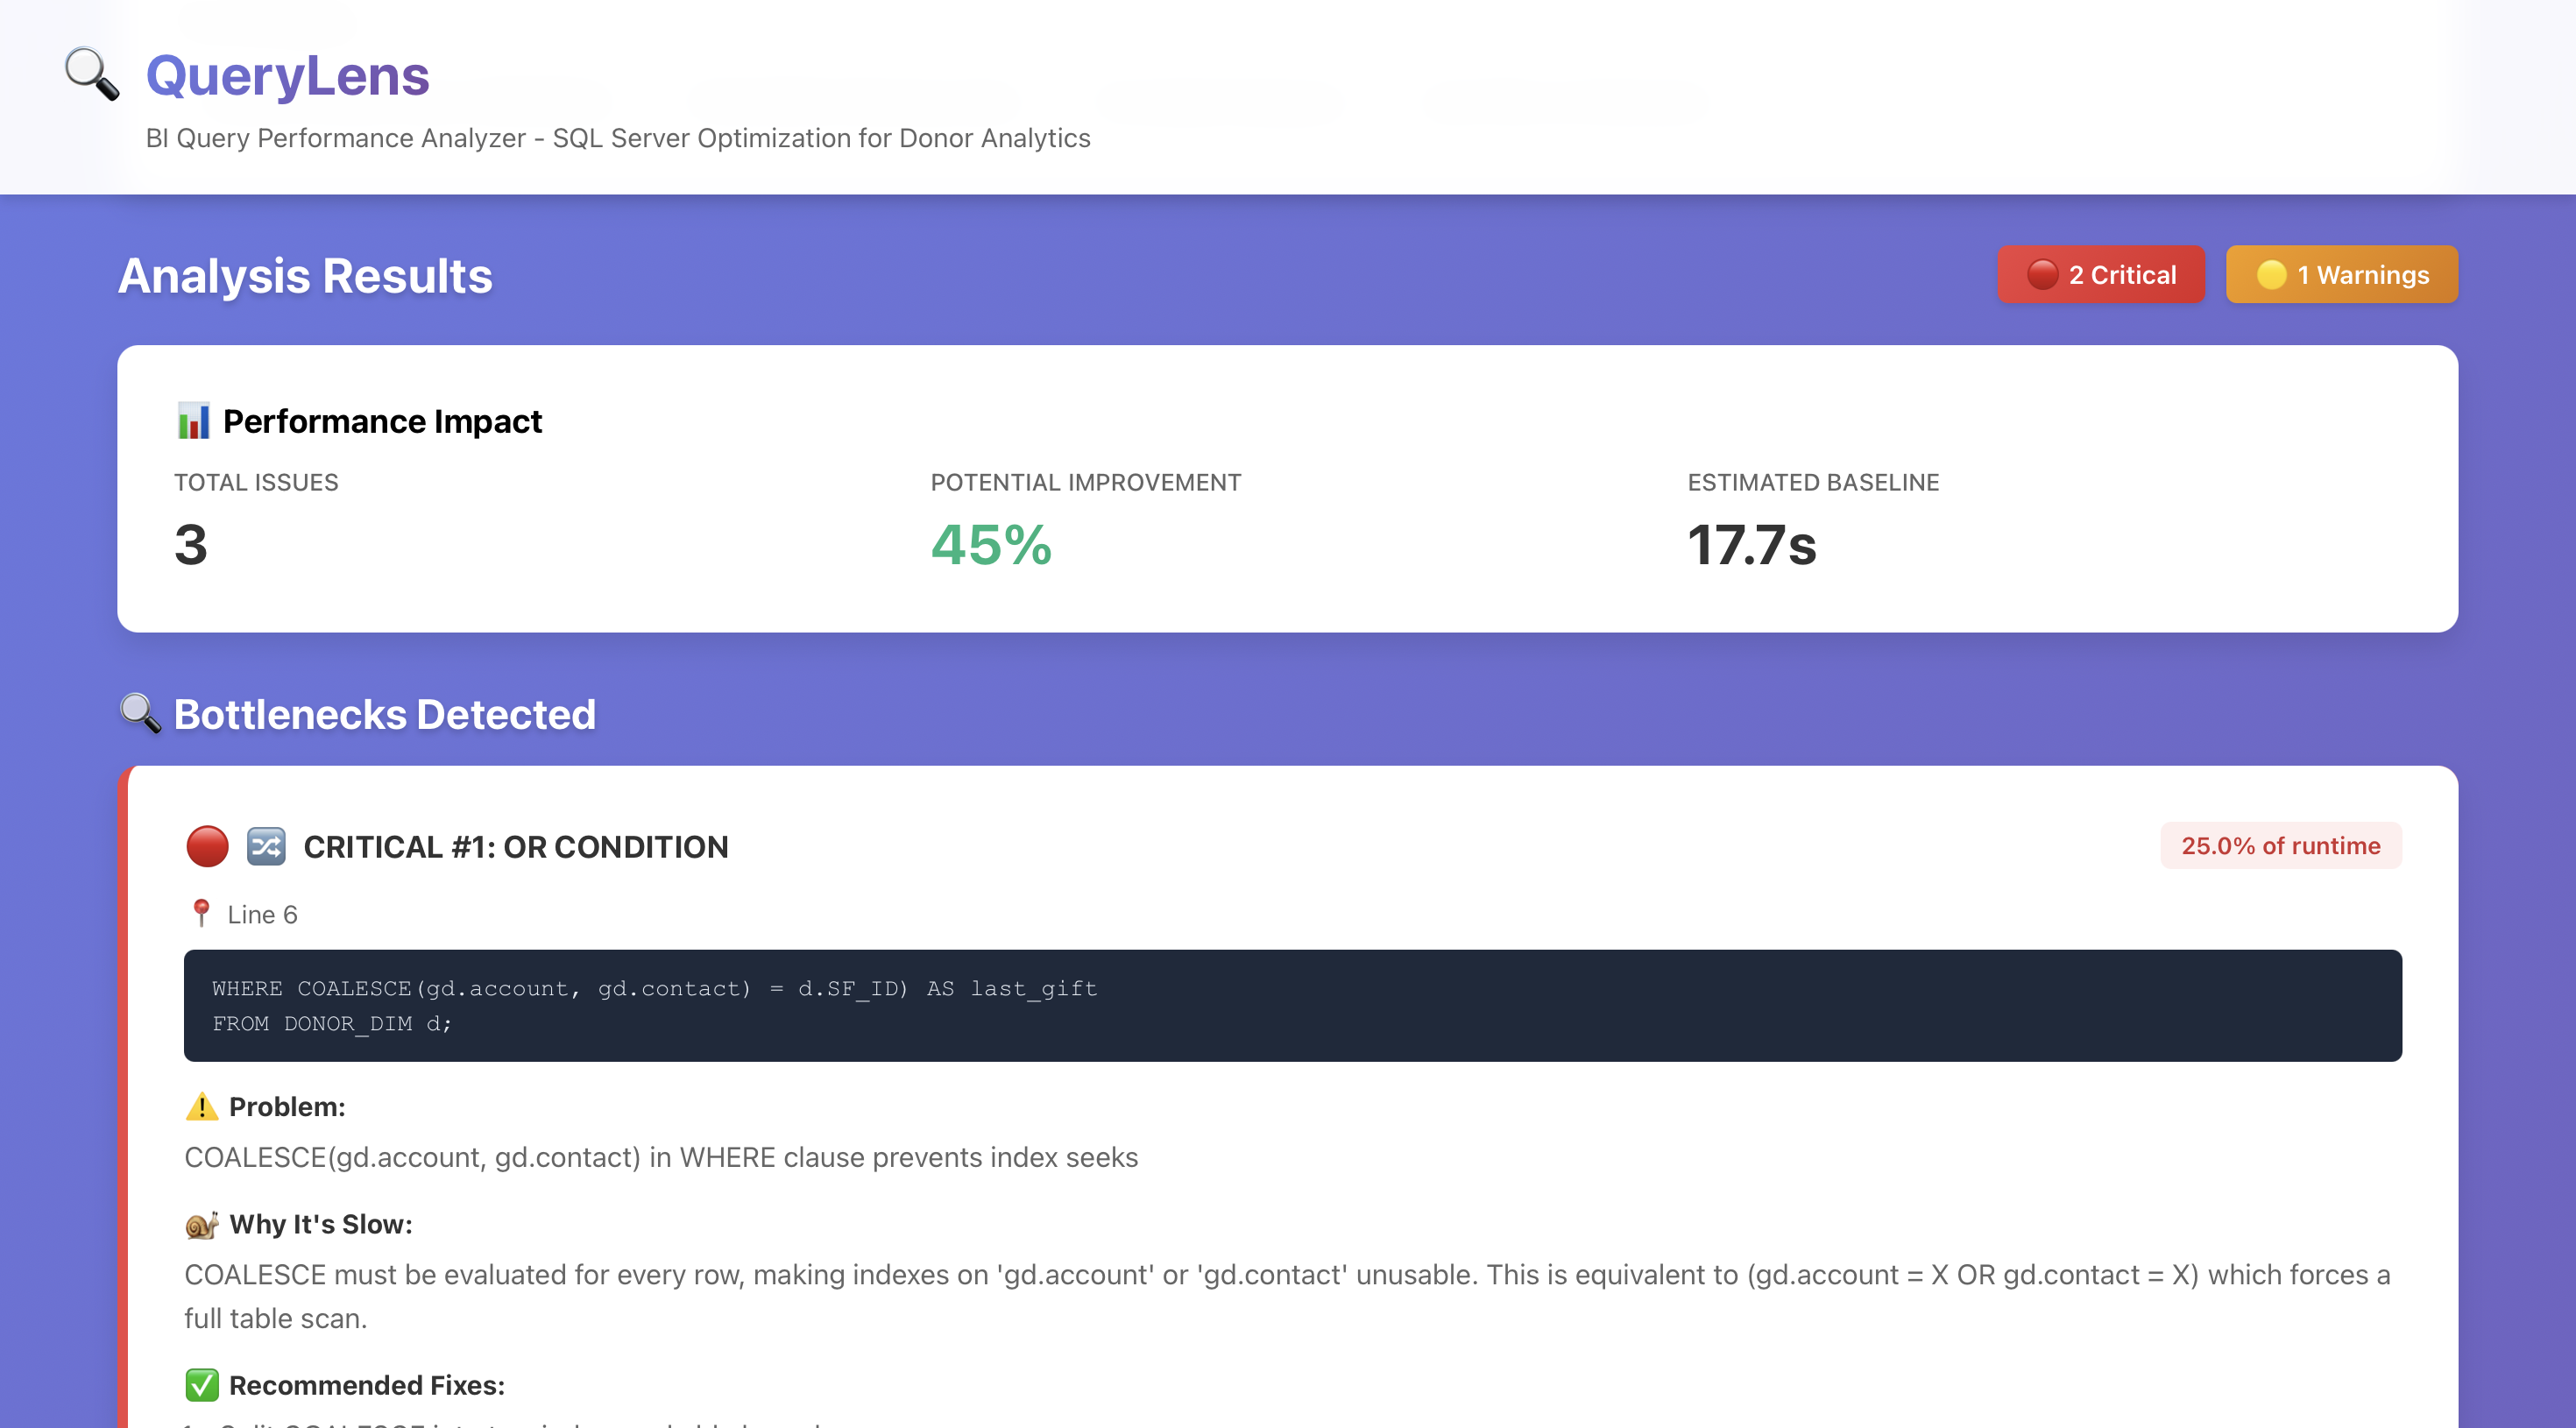 QueryLens
BI Query Performance Analyzer - SQL Server Optimization for Donor Analytics
Analysis Results
2 Critical
1 Warnings
Performance Impact
TOTAL ISSUES
3
POTENTIAL IMPROVEMENT
45%
ESTIMATED BASELINE
17.7s
Bottlenecks Detected
CRITICAL #1: OR CONDITION
25.0% of runtime
Line 6
WHERE COALESCE(gd.account, gd.contact) = d.SF_ID) AS last_gift
FROM DONOR_DIM d;
Problem:
COALESCE(gd.account, gd.contact) in WHERE clause prevents index seeks
Why It's Slow:
COALESCE must be evaluated for every row, making indexes on 'gd.account' or 'gd.contact' unusable. This is equivalent to (gd.account = X OR gd.contact = X) which forces a
full table scan.
Recommended Fixes: